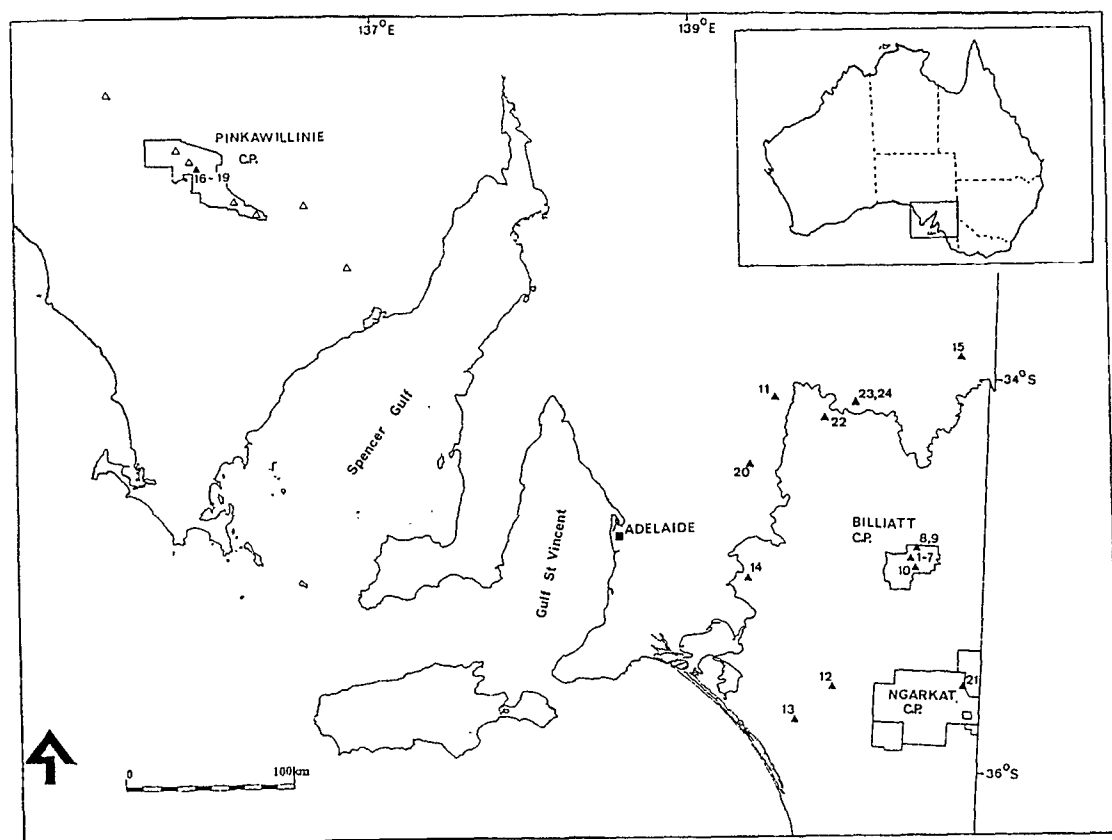 137°E
139°E
PINKAWILLINIE
C.P.
16-19
15
34°S
11
23,24
22
Spencer Gulf
20
ADELAIDE
Gulf St Vincent
BILLIATT
C.P.
8,9
1-7
10
14
12
21
NGARKAT
C.P.
13
36°S
0
100km